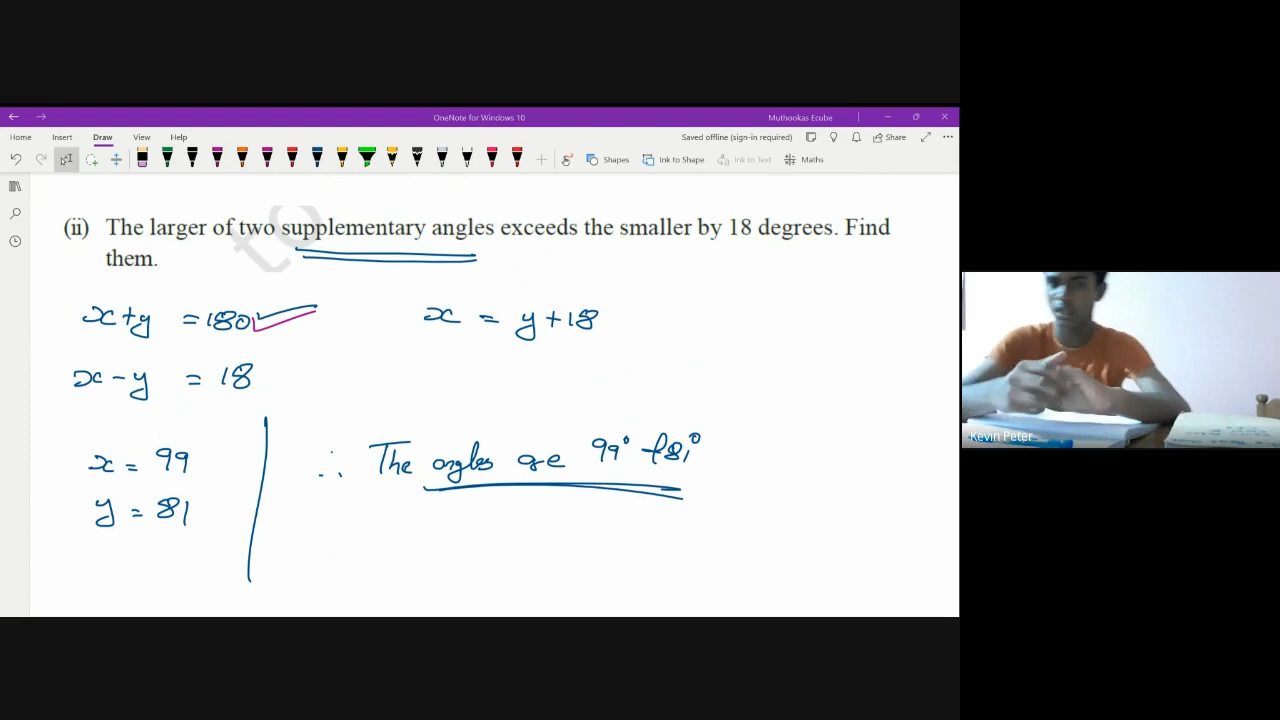 OneNote for Windows 10
Muthookas Ecube
Home Insert Draw View Help
Saved offline (sign-in required)
Share
Shapes
Ink to Shape
Ink to Text
Maths
to
(ii) The larger of two supplementary angles exceeds the smaller by 18 degrees. Find
them.
x+y = 180
x = y + 18
x - y = 18
x = 99
y = 81
∴ The angles are 99° & 81°
Kevin Peter